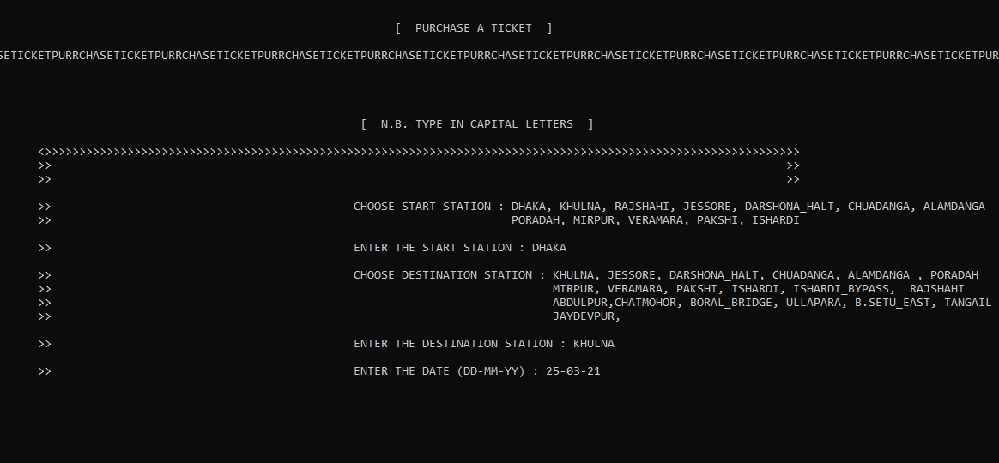 [  PURCHASE A TICKET  ]
SETICKETPURRCHASETICKETPURRCHASETICKETPURRCHASETICKETPURRCHASETICKETPURRCHASETICKETPURRCHASETICKETPURRCHASETICKETPURRCHASETICKETPURRCHASETICKETPUR
[  N.B. TYPE IN CAPITAL LETTERS  ]
<>>>>>>>>>>>>>>>>>>>>>>>>>>>>>>>>>>>>>>>>>>>>>>>>>>>>>>>>>>>>>>>>>>>>>>>>>>>>>>>>>>>>>>>>>>>>>>>>>>>>>>>>>>>>>>>
>> >>
>> >>
>> CHOOSE START STATION : DHAKA, KHULNA, RAJSHAHI, JESSORE, DARSHONA_HALT, CHUADANGA, ALAMDANGA
>> PORADAH, MIRPUR, VERAMARA, PAKSHI, ISHARDI
>> ENTER THE START STATION : DHAKA
>> CHOOSE DESTINATION STATION : KHULNA, JESSORE, DARSHONA_HALT, CHUADANGA, ALAMDANGA , PORADAH
>> MIRPUR, VERAMARA, PAKSHI, ISHARDI, ISHARDI_BYPASS,  RAJSHAHI
>> ABDULPUR,CHATMOHOR, BORAL_BRIDGE, ULLAPARA, B.SETU_EAST, TANGAIL
>> JAYDEVPUR,
>> ENTER THE DESTINATION STATION : KHULNA
>> ENTER THE DATE (DD-MM-YY) : 25-03-21